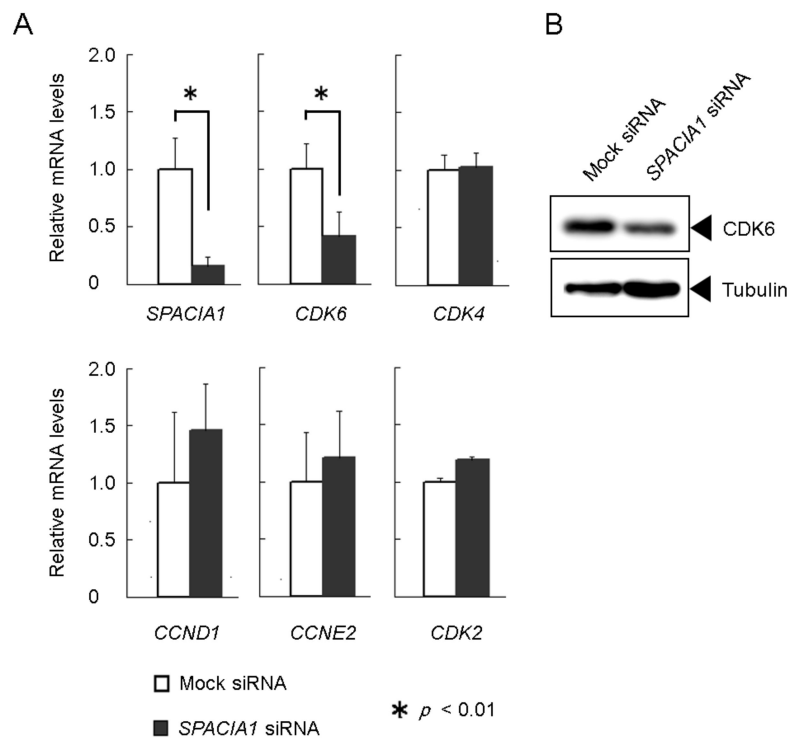 A
B
Relative mRNA levels
2.0
1.5
1.0
0.5
0
SPACIA1
CDK6
CDK4
Mock siRNA
SPACIA1 siRNA
CDK6
Tubulin
Relative mRNA levels
2.0
1.5
1.0
0.5
0
CCND1
CCNE2
CDK2
Mock siRNA
SPACIA1 siRNA
* p < 0.01
*
*